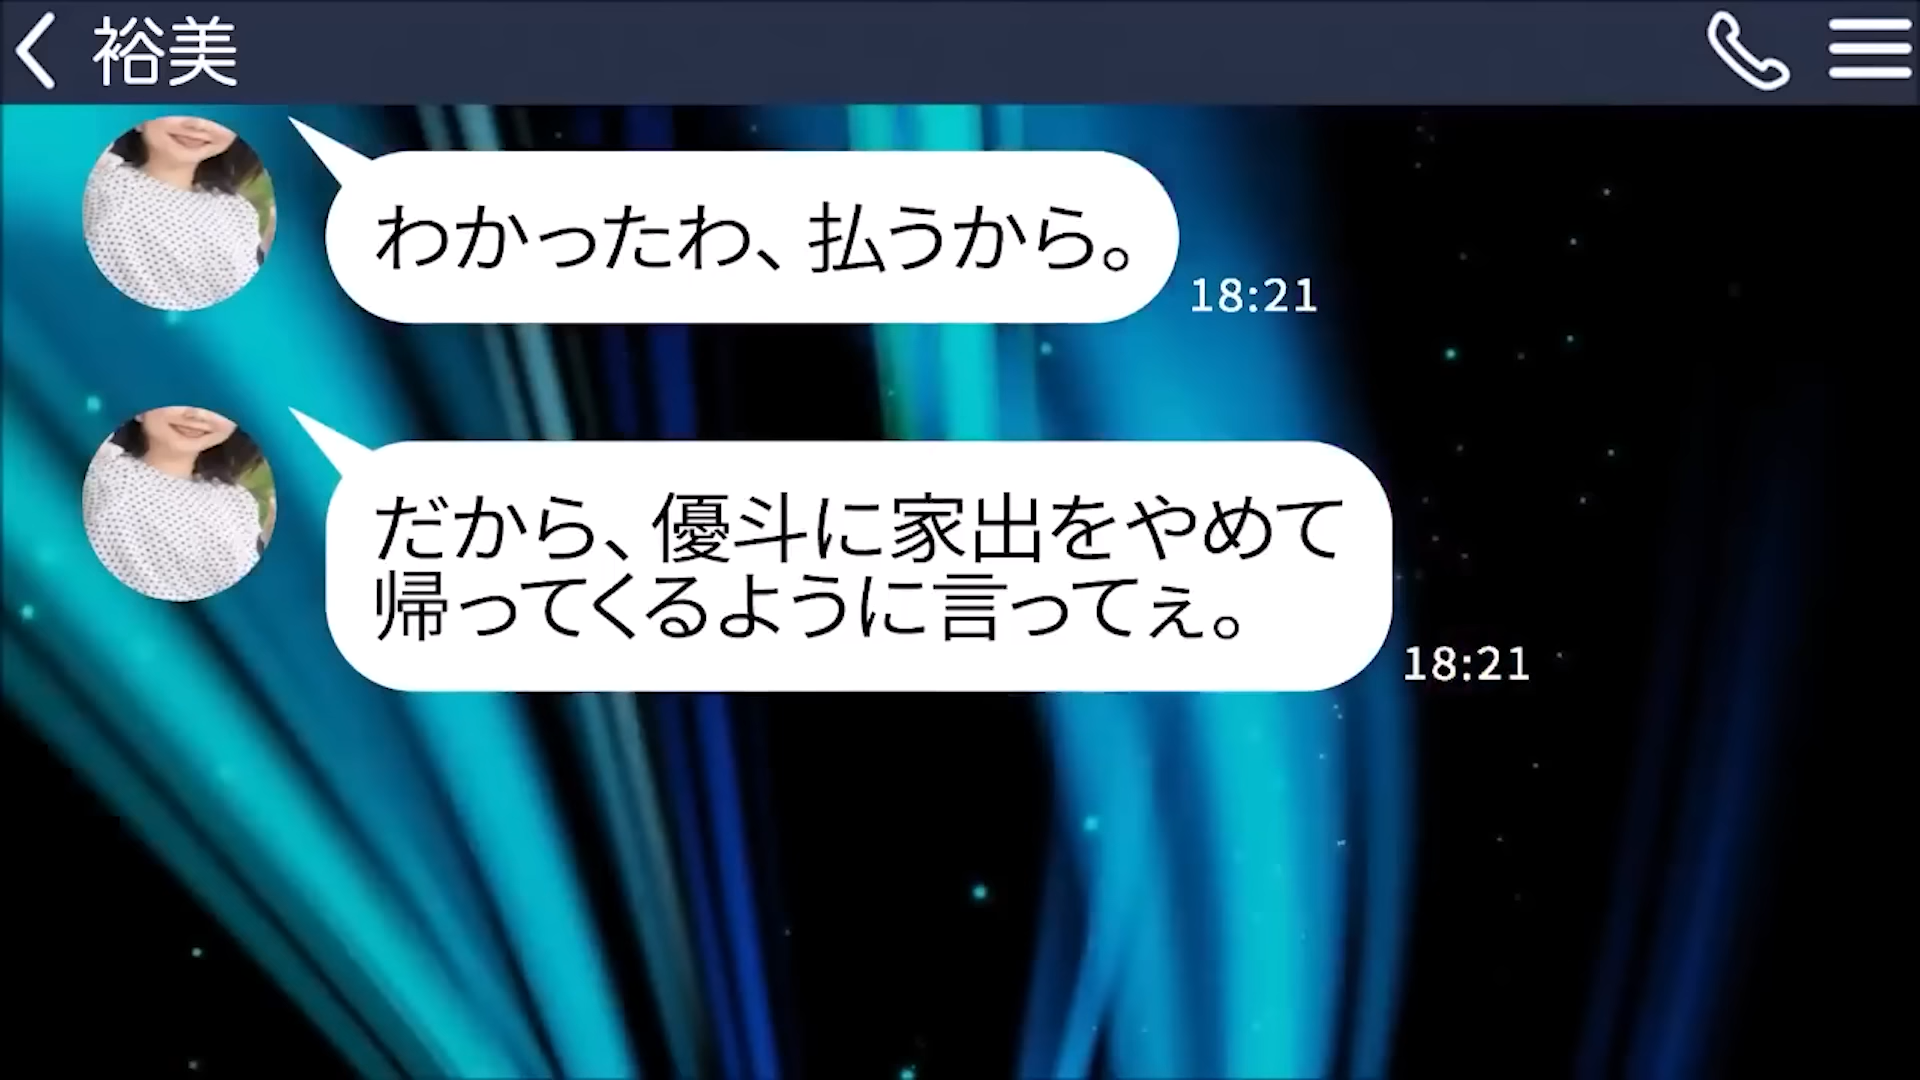 裕美
わかったわ、払うから。
18:21
だから、優斗に家出をやめて
帰ってくるように言ってぇ。
18:21